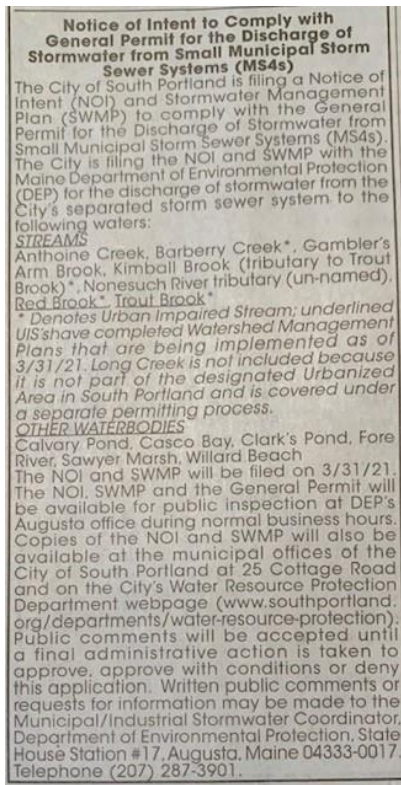 Notice of Intent to Comply with
General Permit for the Discharge of
Stormwater from Small Municipal Storm
Sewer Systems (MS4s)
The City of South Portland is filing a Notice of
Intent (NOI) and Stormwater Management
Plan (SWMP) to comply with the General
Permit for the Discharge of Stormwater from
Small Municipal Storm Sewer Systems (MS4s).
The City is filing the NOI and SWMP with the
Maine Department of Environmental Protection
(DEP) for the discharge of stormwater from the
City's separated storm sewer system to the
following waters:
STREAMS
Anthoine Creek, Barberry Creek*, Gambler's
Arm Brook, Kimball Brook (tributary to Trout
Brook)*, Nonesuch River tributary (un-named),
Red Brook*, Trout Brook*
* Denotes Urban Impaired Stream; underlined
UIS'shave completed Watershed Management
Plans that are being implemented as of
3/31/21. Long Creek is not included because
it is not part of the designated Urbanized
Area in South Portland and is covered under
a separate permitting process.
OTHER WATERBODIES
Calvary Pond, Casco Bay, Clark's Pond, Fore
River, Sawyer Marsh, Willard Beach
The NOI and SWMP will be filed on 3/31/21.
The NOI, SWMP and the General Permit will
be available for public inspection at DEP's
Augusta office during normal business hours.
Copies of the NOI and SWMP will also be
available at the municipal offices of the
City of South Portland at 25 Cottage Road
and on the City's Water Resource Protection
Department webpage (www.southportland.
org/departments/water-resource-protection).
Public comments will be accepted until
a final administrative action is taken to
approve, approve with conditions or deny
this application. Written public comments or
requests for information may be made to the
Municipal/Industrial Stormwater Coordinator,
Department of Environmental Protection, State
House Station #17, Augusta, Maine 04333-0017,
Telephone (207) 287-3901.